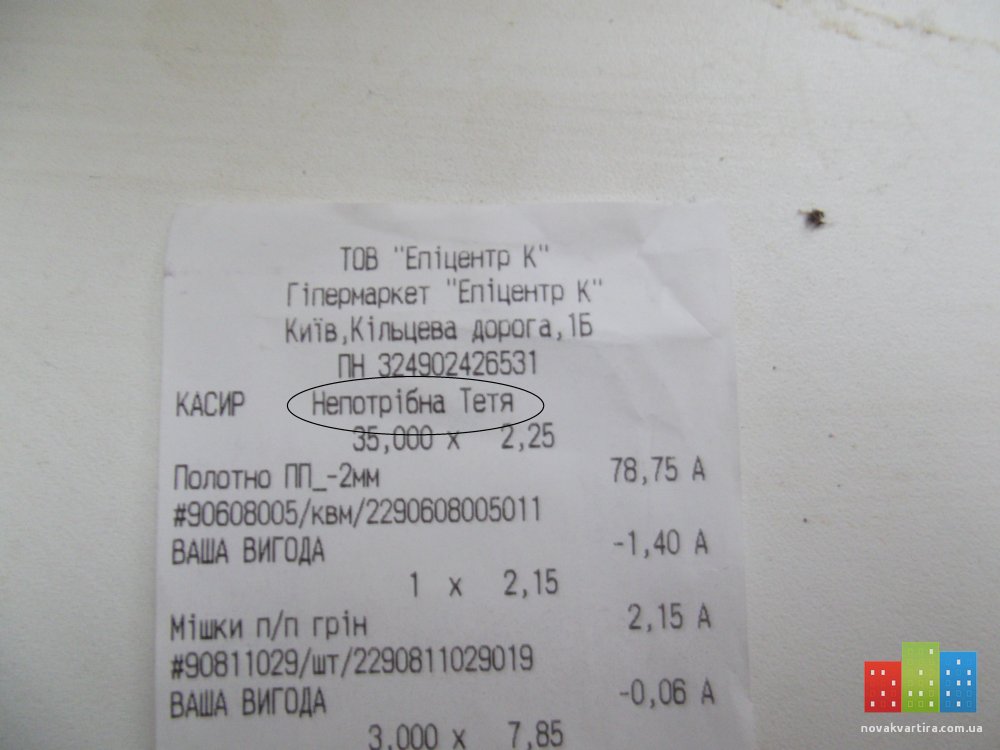 ТОВ "Епіцентр К"
Гіпермаркет "Епіцентр К"
Київ,Кільцева дорога,1Б
ПН 324902426531
КАСИР Непотрібна Тетя
35,000 x 2,25
Полотно ПП_-2мм 78,75 А
#90608005/квм/2290608005011
ВАША ВИГОДА -1,40 А
1 x 2,15
Мішки п/п грін 2,15 А
#90811029/шт/2290811029019
ВАША ВИГОДА -0,06 А
3,000 x 7,85
novakvartira.com.ua